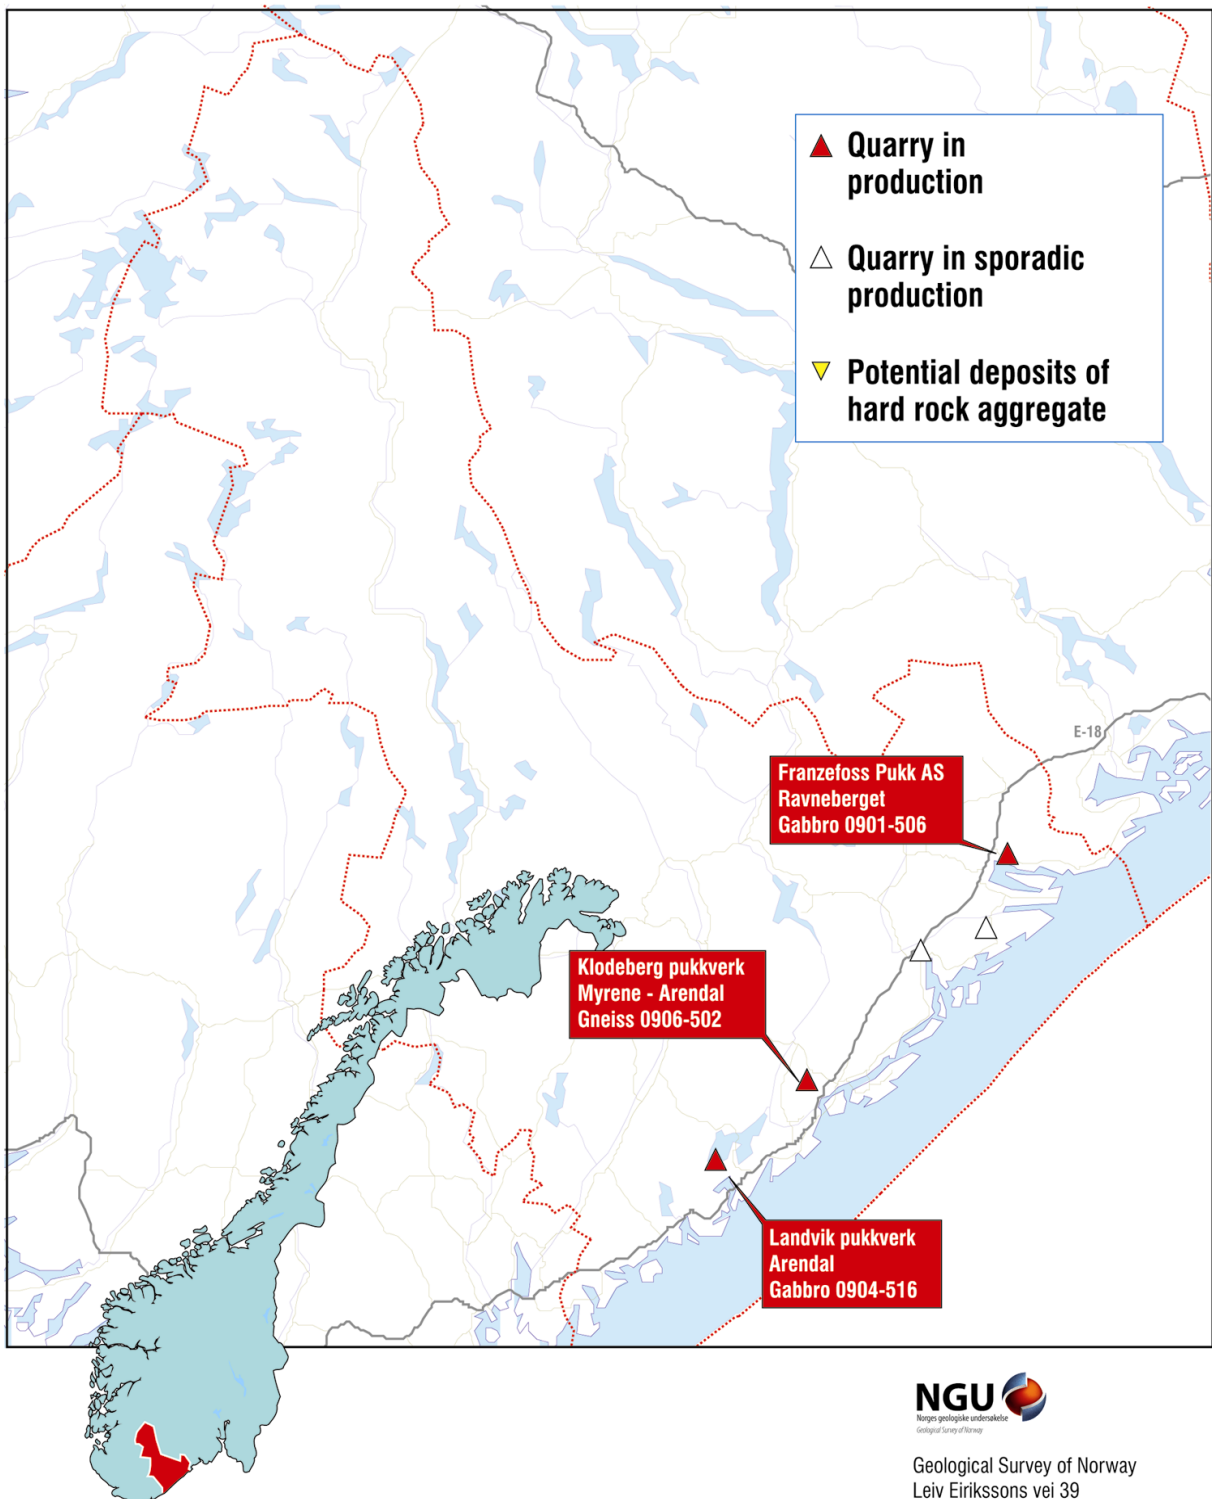 Quarry in
production
Quarry in sporadic
production
Potential deposits of
hard rock aggregate
E-18
Franzefoss Pukk AS
Ravneberget
Gabbro 0901-506
Klodeberg pukkverk
Myrene - Arendal
Gneiss 0906-502
Landvik pukkverk
Arendal
Gabbro 0904-516
NGU
Norges geologiske undersøkelse
Geological Survey of Norway
Geological Survey of Norway
Leiv Eirikssons vei 39